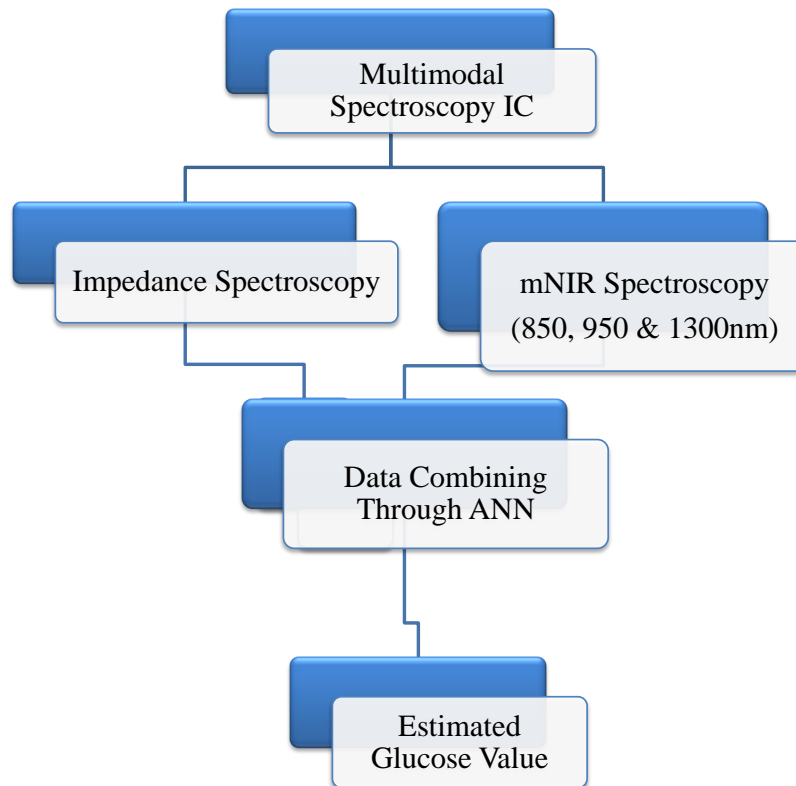 Multimodal
Spectroscopy IC
Impedance Spectroscopy
mNIR Spectroscopy
(850, 950 & 1300nm)
Data Combining
Through ANN
Estimated
Glucose Value